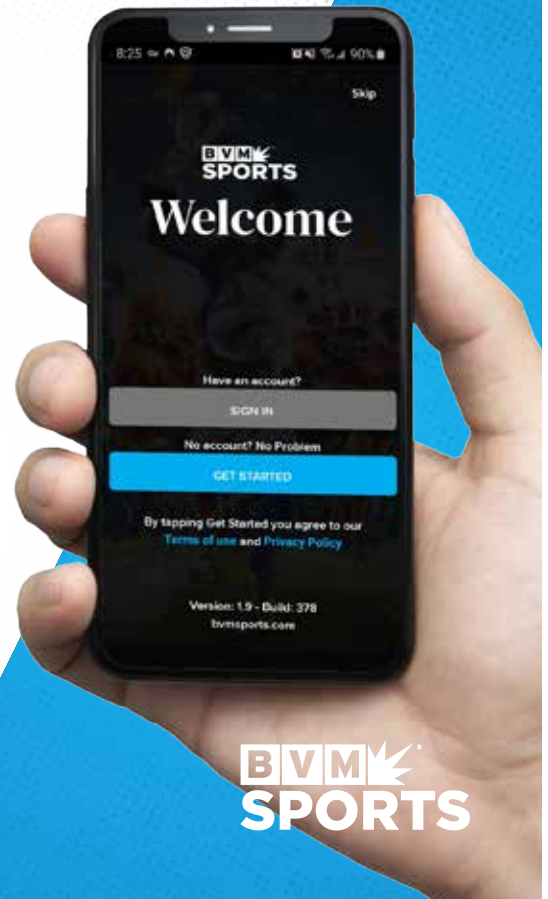 8:25
90%
Skip
BVM
SPORTS
Welcome
Have an account?
SIGN IN
No account? No Problem
GET STARTED
By tapping Get Started you agree to our
Terms of use and Privacy Policy
Version: 1.9 - Build: 378
bvmsports.com
BVM
SPORTS